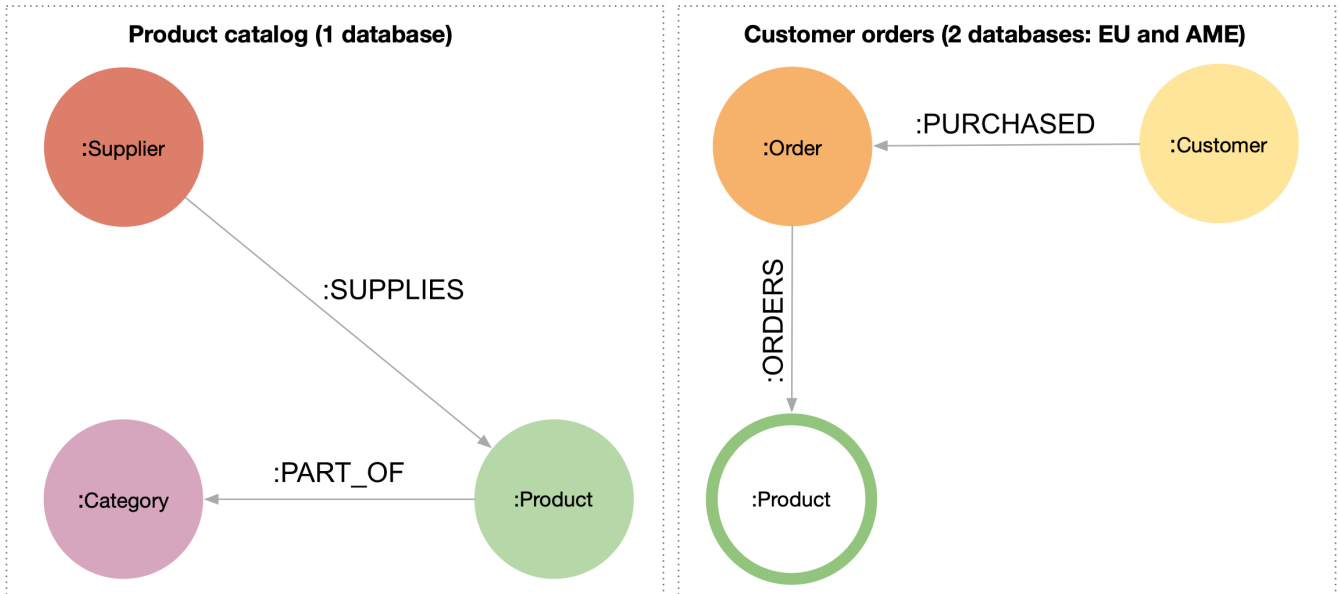 Product catalog (1 database)
:Supplier
:SUPPLIES
:PART_OF
:Category
:Product
Customer orders (2 databases: EU and AME)
:PURCHASED
:Order
:Customer
:ORDERS
:Product